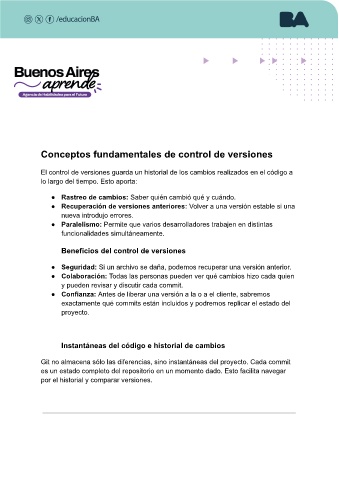 /educacionBA
BA
Buenos Aires
aprende
Agencia de Habilidades para el Futuro
Conceptos fundamentales de control de versiones
El control de versiones guarda un historial de los cambios realizados en el código a
lo largo del tiempo. Esto aporta:
● Rastreo de cambios: Saber quién cambió qué y cuándo.
● Recuperación de versiones anteriores: Volver a una versión estable si una
nueva introdujo errores.
● Paralelismo: Permite que varios desarrolladores trabajen en distintas
funcionalidades simultáneamente.
Beneficios del control de versiones
● Seguridad: Si un archivo se daña, podemos recuperar una versión anterior.
● Colaboración: Todas las personas pueden ver qué cambios hizo cada quien
y pueden revisar y discutir cada commit.
● Confianza: Antes de liberar una versión a la o a el cliente, sabremos
exactamente qué commits están incluidos y podremos replicar el estado del
proyecto.
Instantáneas del código e historial de cambios
Git no almacena sólo las diferencias, sino instantáneas del proyecto. Cada commit
es un estado completo del repositorio en un momento dado. Esto facilita navegar
por el historial y comparar versiones.